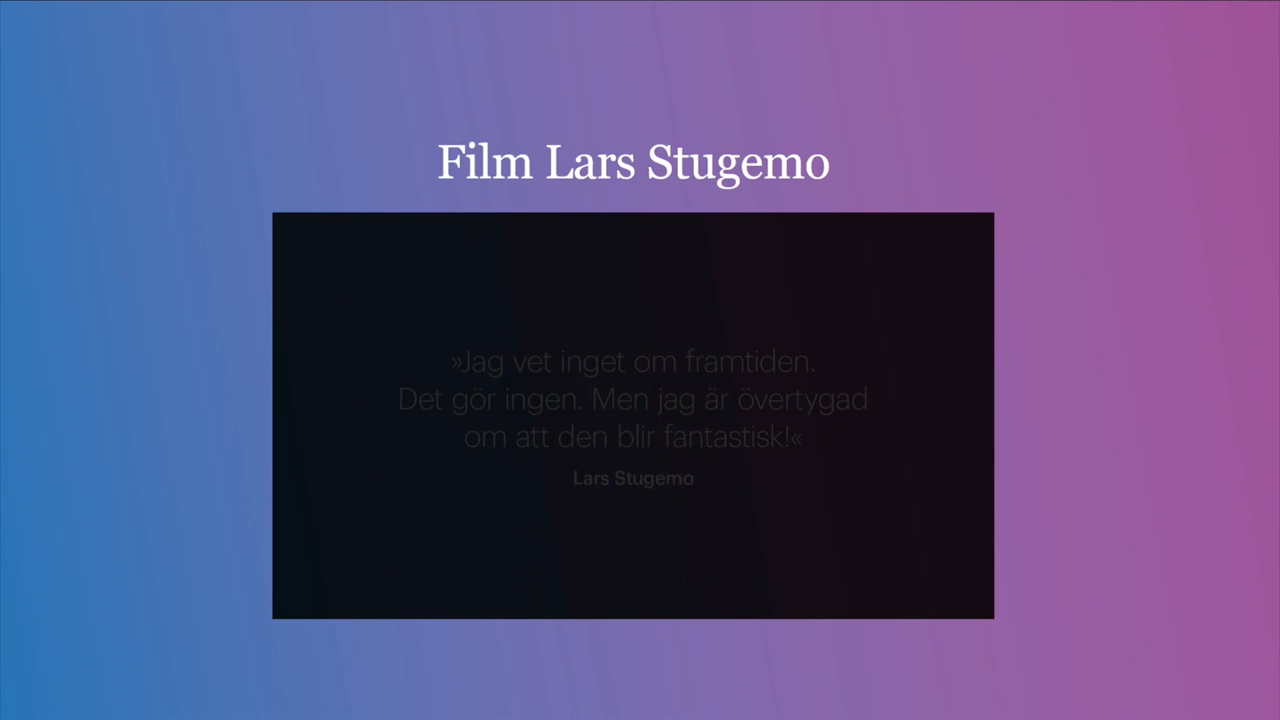 Film Lars Stugemo
»Jag vet inget om framtiden.
Det gör ingen. Men jag är övertygad
om att den blir fantastisk!«
Lars Stugemo